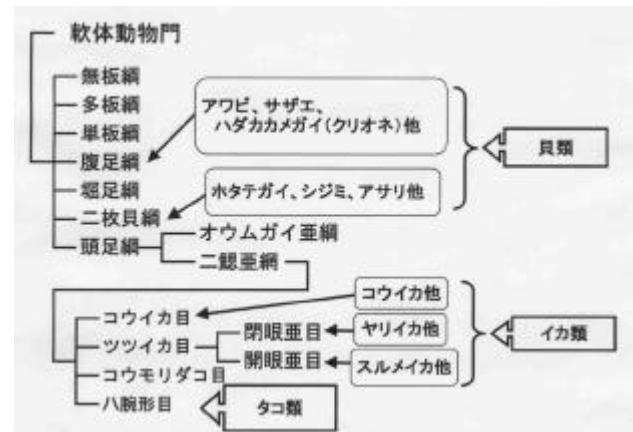 軟体動物門
無板綱
多板綱
単板綱
腹足綱
堀足綱
二枚貝綱
頭足綱
アワビ、サザエ、
ハダカカメガイ(クリオネ)他
ホタテガイ、シジミ、アサリ他
貝類
オウムガイ亜綱
二鰓亜綱
コウイカ目
ツツイカ目
コウモリダコ目
八腕形目
閉眼亜目
開眼亜目
コウイカ他
ヤリイカ他
スルメイカ他
イカ類
タコ類